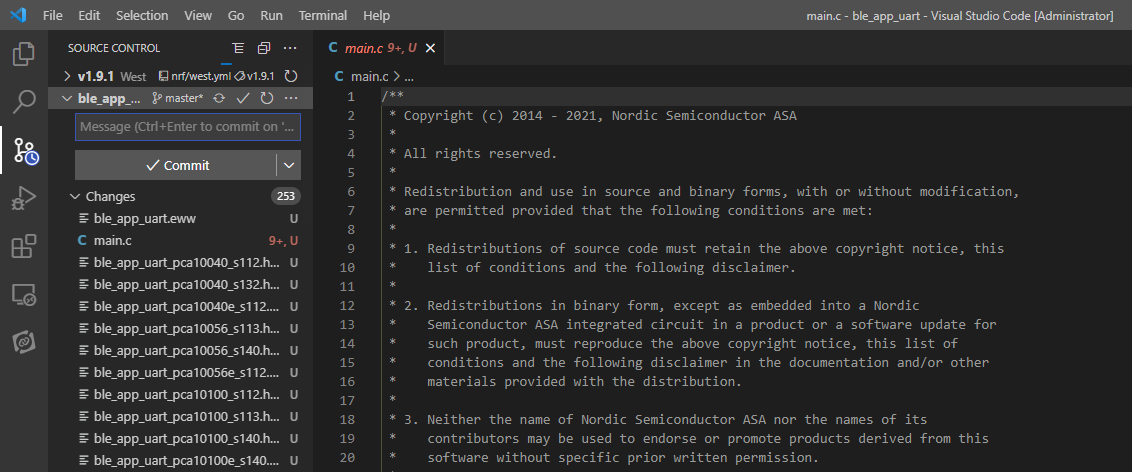 File Edit Selection View Go Run Terminal Help
main.c - ble_app_uart - Visual Studio Code [Administrator]
SOURCE CONTROL
v1.9.1 West nrf/west.yml v1.9.1
ble_app_... master*
Message (Ctrl+Enter to commit on '...
Commit
Changes 253
ble_app_uart.eww U
C main.c 9+, U
ble_app_uart_pca10040_s112.h... U
ble_app_uart_pca10040_s132.h... U
ble_app_uart_pca10040e_s112.... U
ble_app_uart_pca10056_s113.h... U
ble_app_uart_pca10056_s140.h... U
ble_app_uart_pca10056e_s112.... U
ble_app_uart_pca10100_s112.h... U
ble_app_uart_pca10100_s113.h... U
ble_app_uart_pca10100_s140.h... U
ble_app_uart_pca10100e_s140.... U
C main.c 9+, U
C main.c > ...
1 /**
2 * Copyright (c) 2014 - 2021, Nordic Semiconductor ASA
3 *
4 * All rights reserved.
5 *
6 * Redistribution and use in source and binary forms, with or without modification,
7 * are permitted provided that the following conditions are met:
8 *
9 * 1. Redistributions of source code must retain the above copyright notice, this
10 * list of conditions and the following disclaimer.
11 *
12 * 2. Redistributions in binary form, except as embedded into a Nordic
13 * Semiconductor ASA integrated circuit in a product or a software update for
14 * such product, must reproduce the above copyright notice, this list of
15 * conditions and the following disclaimer in the documentation and/or other
16 * materials provided with the distribution.
17 *
18 * 3. Neither the name of Nordic Semiconductor ASA nor the names of its
19 * contributors may be used to endorse or promote products derived from this
20 * software without specific prior written permission.